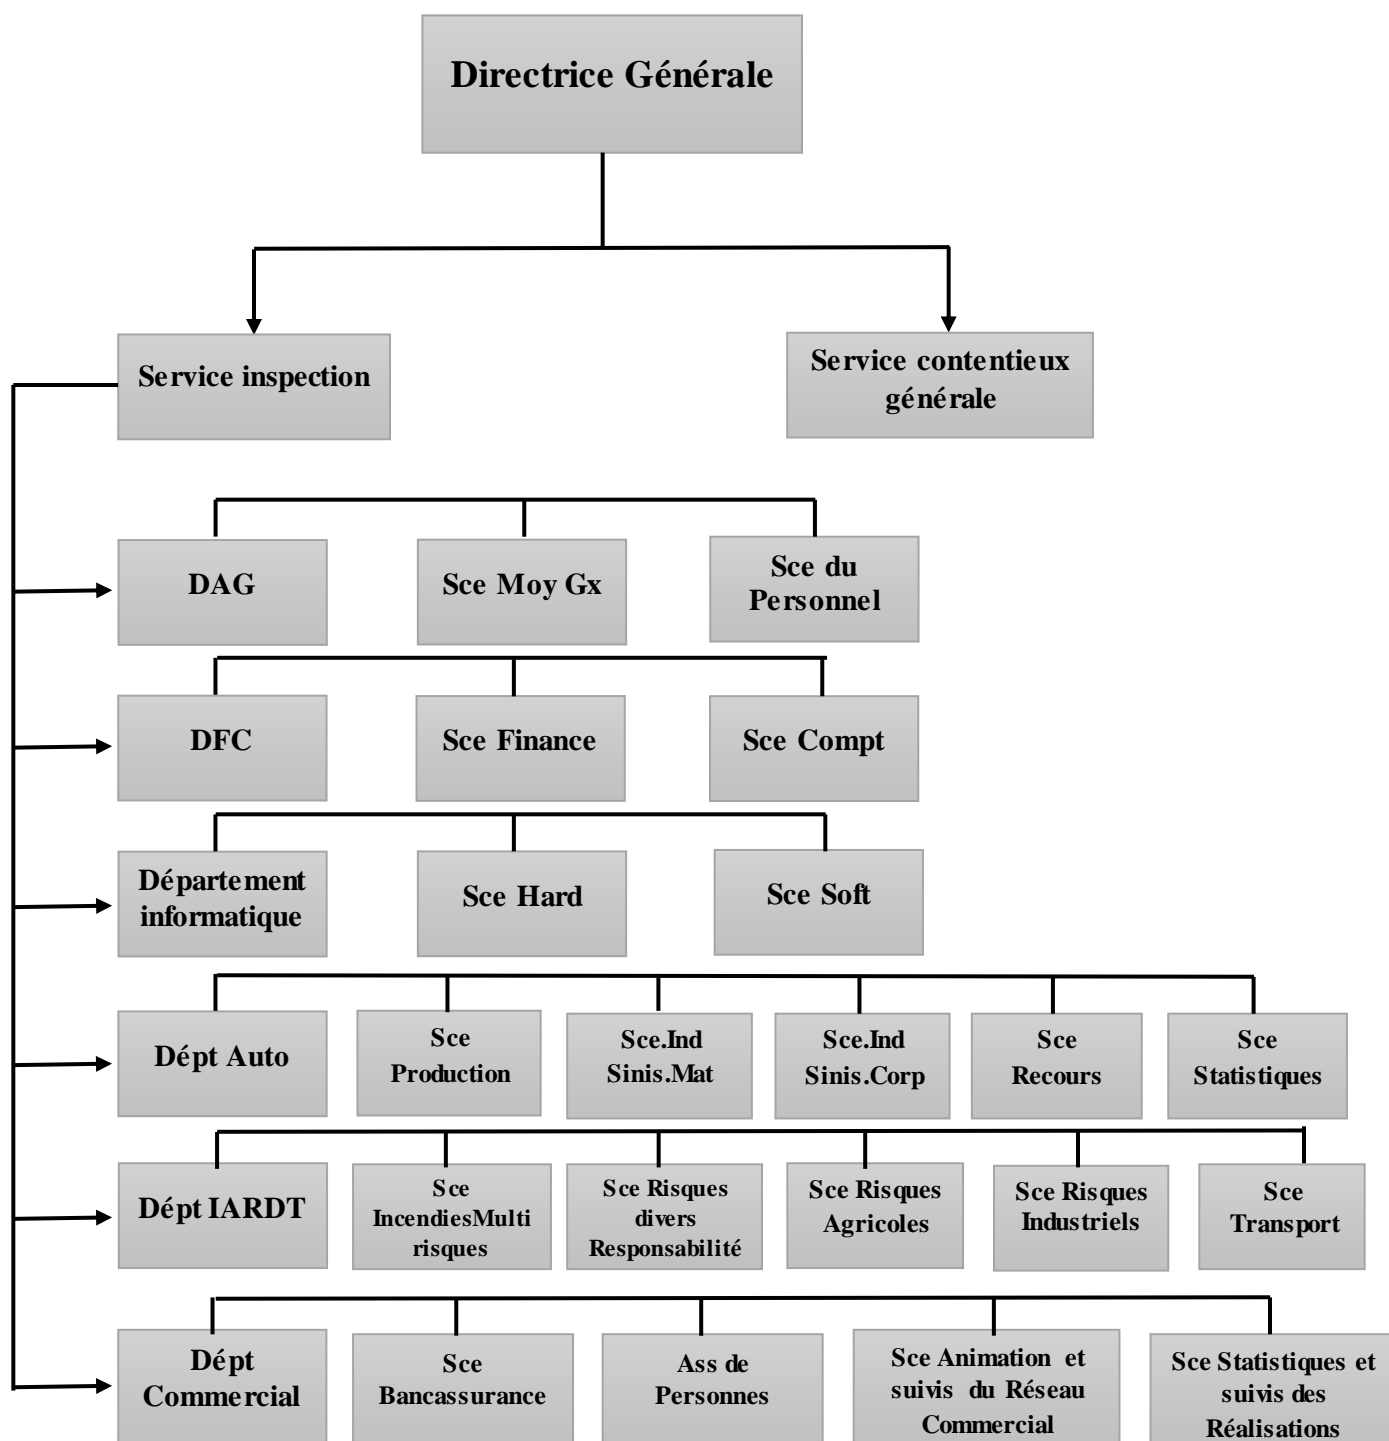 Directrice Générale
Service inspection
Service contentieux
générale
DAG
Sce Moy Gx
Sce du
Personnel
DFC
Sce Finance
Sce Compt
Département
informatique
Sce Hard
Sce Soft
Dépt Auto
Sce
Production
Sce.Ind
Sinis.Mat
Sce.Ind
Sinis.Corp
Sce
Recours
Sce
Statistiques
Dépt IARDT
Sce
IncendiesMulti
risques
Sce Risques
divers
Responsabilité
Sce Risques
Agricoles
Sce Risques
Industriels
Sce
Transport
Dépt
Commercial
Sce
Bancassurance
Ass de
Personnes
Sce Animation et
suivis du Réseau
Commercial
Sce Statistiques et
suivis des
Réalisations